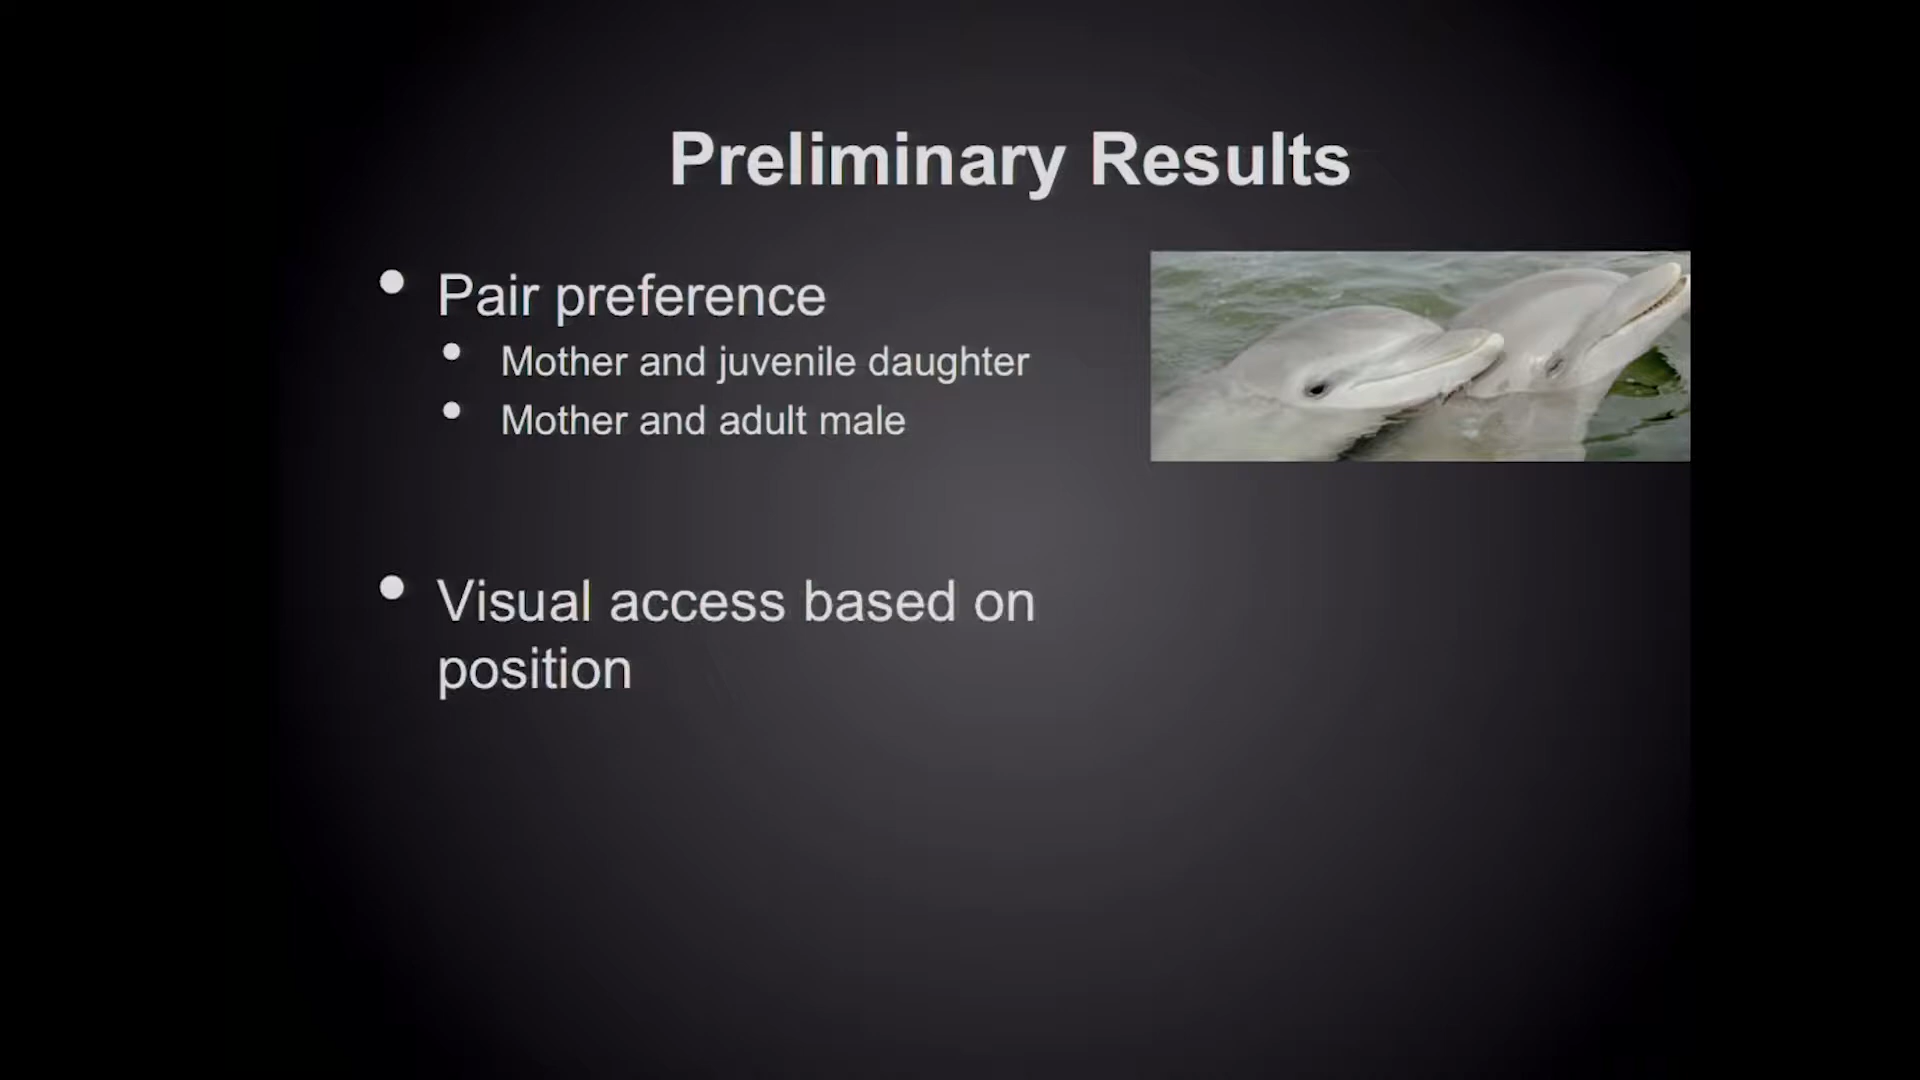 Preliminary Results
Pair preference
Mother and juvenile daughter
Mother and adult male
Visual access based on
position